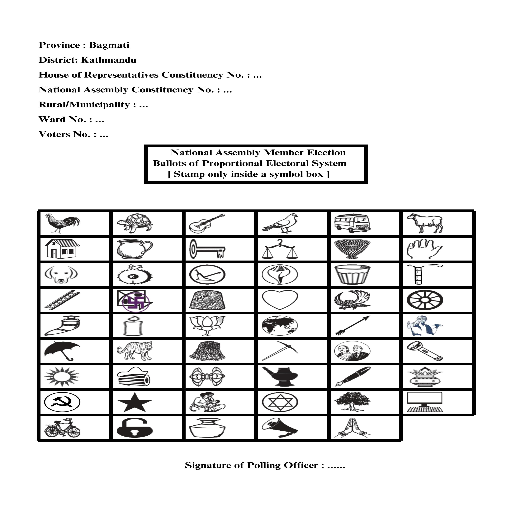 Province : Bagmati
District: Kathmandu
House of Representatives Constituency No. : ...
National Assembly Constituency No. : ...
Rural/Municipality : ...
Ward No. : ...
Voters No. : ...
National Assembly Member Election
Ballots of Proportional Electoral System
[ Stamp only inside a symbol box ]
Signature of Polling Officer : ......